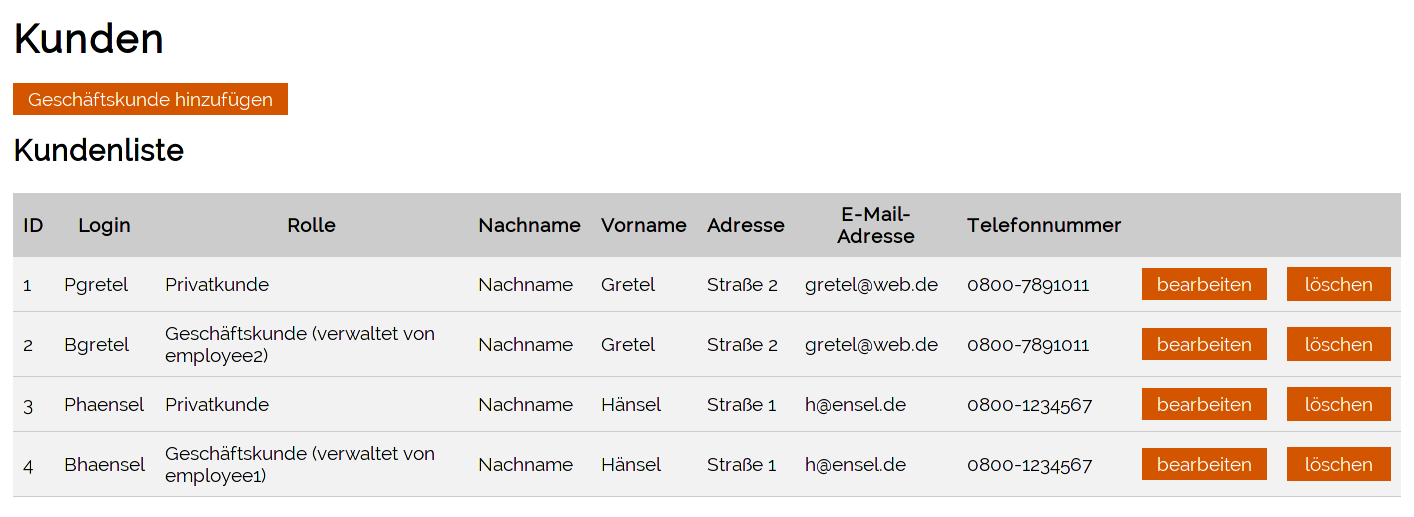 Kunden
Geschäftskunde hinzufügen
Kundenliste
ID Login Rolle Nachname Vorname Adresse E-Mail-Adresse Telefonnummer
1 Pgretel Privatkunde Nachname Gretel Straße 2 gretel@web.de 0800-7891011 bearbeiten löschen
2 Bgretel Geschäftskunde (verwaltet von employee2) Nachname Gretel Straße 2 gretel@web.de 0800-7891011 bearbeiten löschen
3 Phaensel Privatkunde Nachname Hänsel Straße 1 h@ensel.de 0800-1234567 bearbeiten löschen
4 Bhaensel Geschäftskunde (verwaltet von employee1) Nachname Hänsel Straße 1 h@ensel.de 0800-1234567 bearbeiten löschen